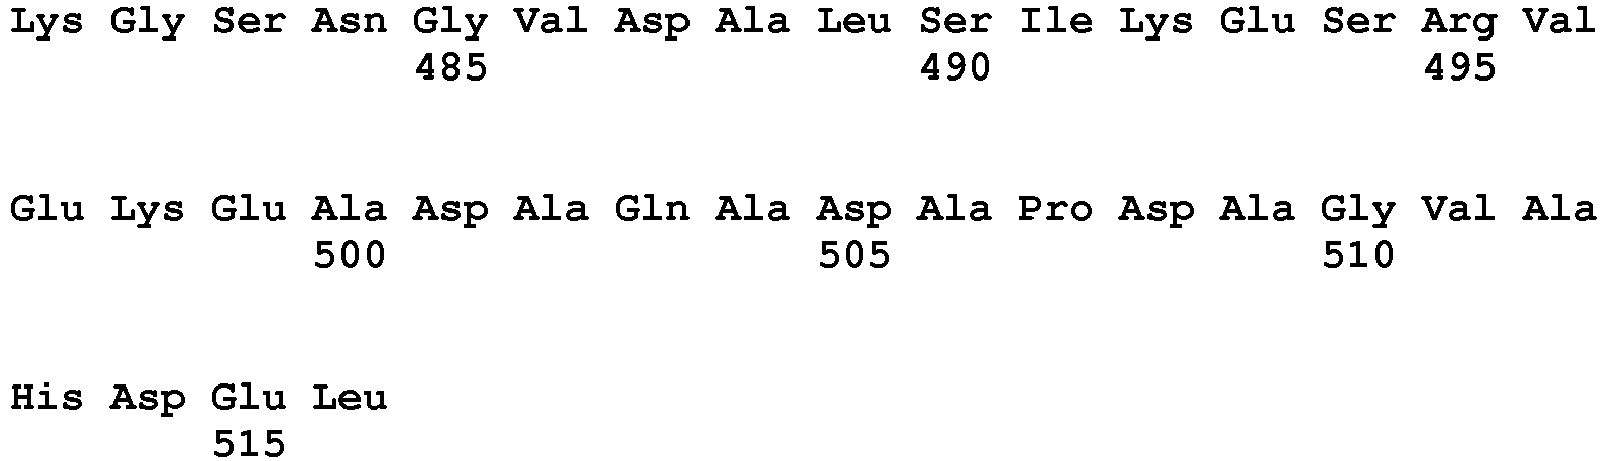 Lys Gly Ser Asn Gly Val Asp Ala Leu Ser Ile Lys Glu Ser Arg Val
485 490 495
Glu Lys Glu Ala Asp Ala Gln Ala Asp Ala Pro Asp Ala Gly Val Ala
500 505 510
His Asp Glu Leu
515